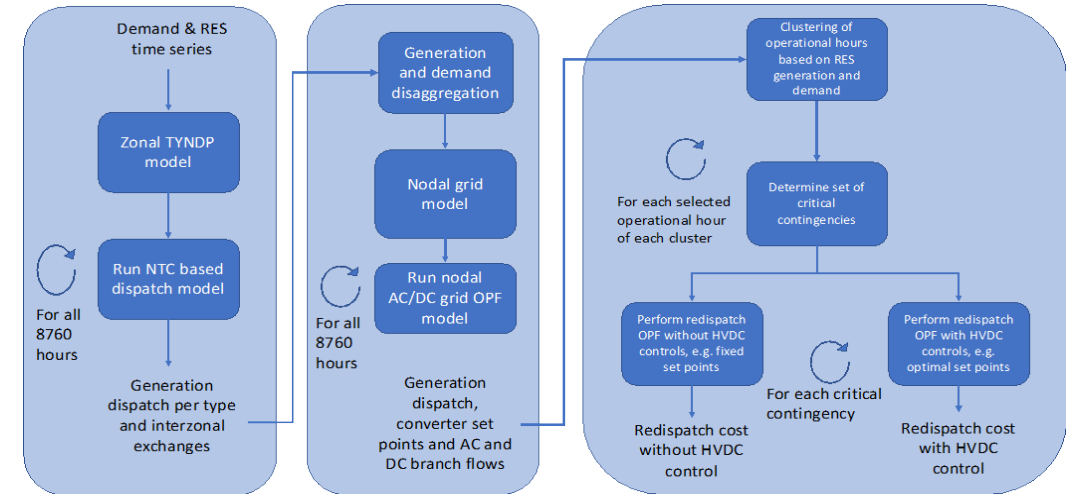 Demand & RES
time series
Zonal TYNDP
model
Run NTC based
dispatch model
For all
8760
hours
Generation
dispatch per type
and interzonal
exchanges
Generation
and demand
disaggregation
Nodal grid
model
Run nodal
AC/DC grid OPF
model
For all
8760
hours
Generation
dispatch,
converter set
points and AC and
DC branch flows
Clustering of
operational hours
based on RES
generation and
demand
For each selected
operational hour
of each cluster
Determine set of
critical
contingencies
Perform redispatch
OPF without HVDC
controls, e.g. fixed
set points
Perform redispatch
OPF with HVDC
controls, e.g.
optimal set points
For each critical
contingency
Redispatch cost
without HVDC
control
Redispatch cost
with HVDC
control